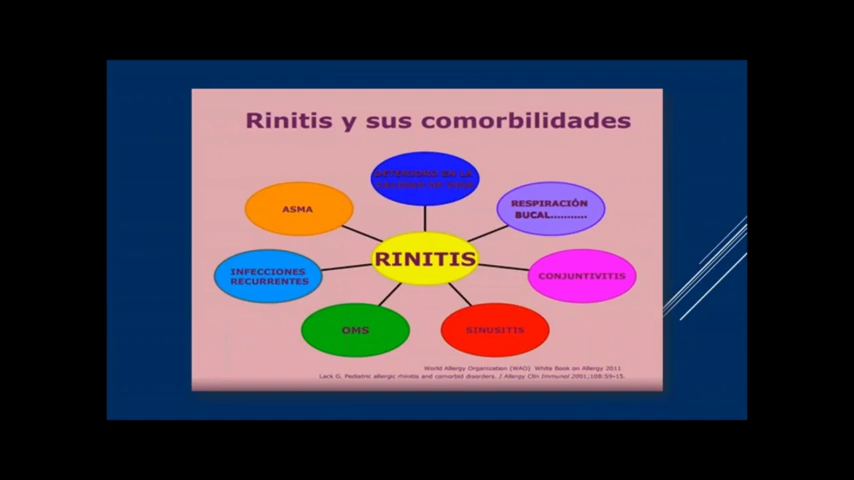 Rinitis y sus comorbilidades
DETERIORO EN LA
CALIDAD DE VIDA
ASMA
RESPIRACIÓN
BUCAL...........
RINITIS
INFECCIONES
RECURRENTES
CONJUNTIVITIS
OMS
SINUSITIS
World Allergy Organization (WAO) White Book on Allergy 2011
Lack G. Pediatric allergic rhinitis and comorbid disorders. J Allergy Clin Immunol 2001;108:S9-15.